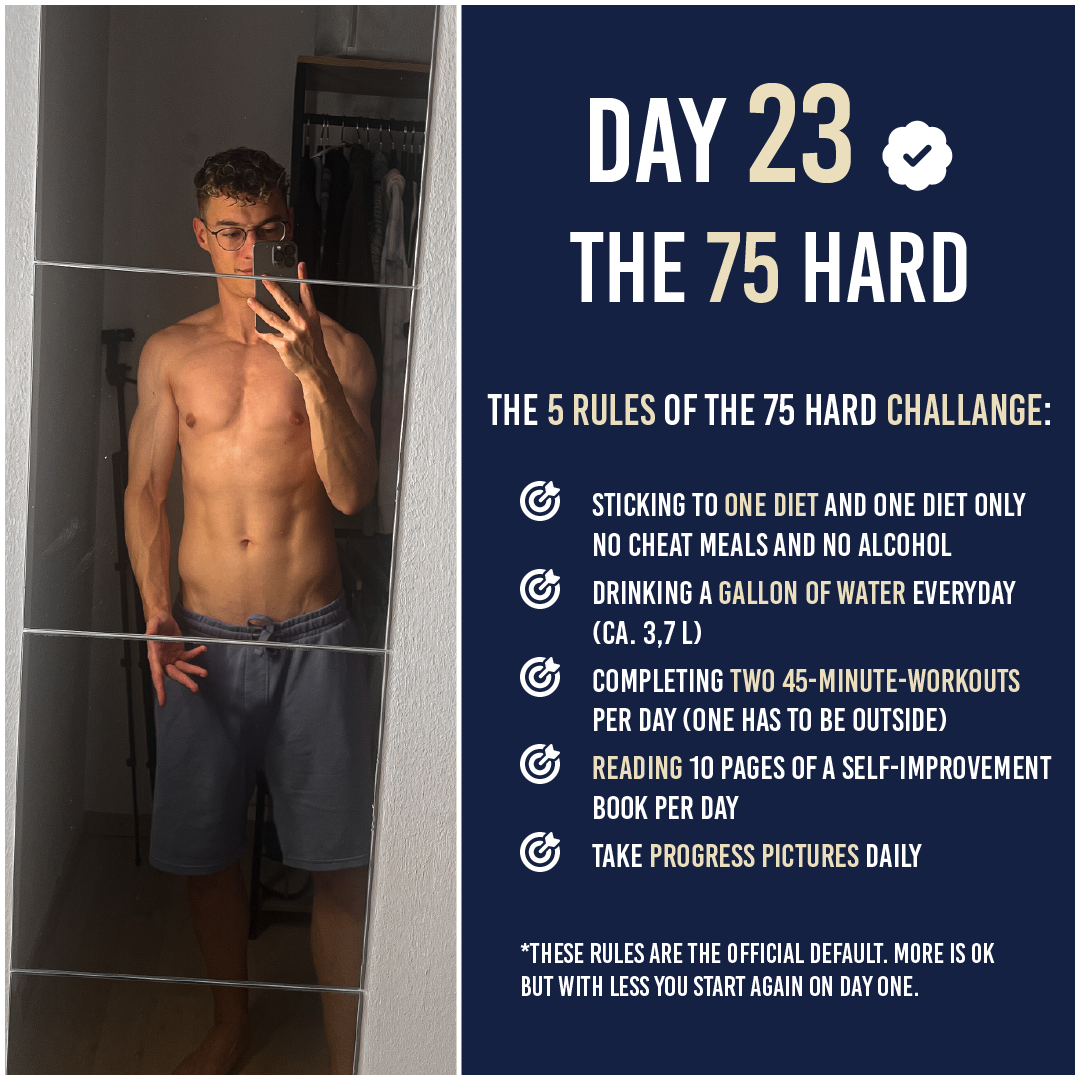 DAY 23
THE 75 HARD
THE 5 RULES OF THE 75 HARD CHALLANGE:
STICKING TO ONE DIET AND ONE DIET ONLY
NO CHEAT MEALS AND NO ALCOHOL
DRINKING A GALLON OF WATER EVERYDAY
(CA. 3,7 L)
COMPLETING TWO 45-MINUTE-WORKOUTS
PER DAY (ONE HAS TO BE OUTSIDE)
READING 10 PAGES OF A SELF-IMPROVEMENT
BOOK PER DAY
TAKE PROGRESS PICTURES DAILY
*THESE RULES ARE THE OFFICIAL DEFAULT. MORE IS OK
BUT WITH LESS YOU START AGAIN ON DAY ONE.